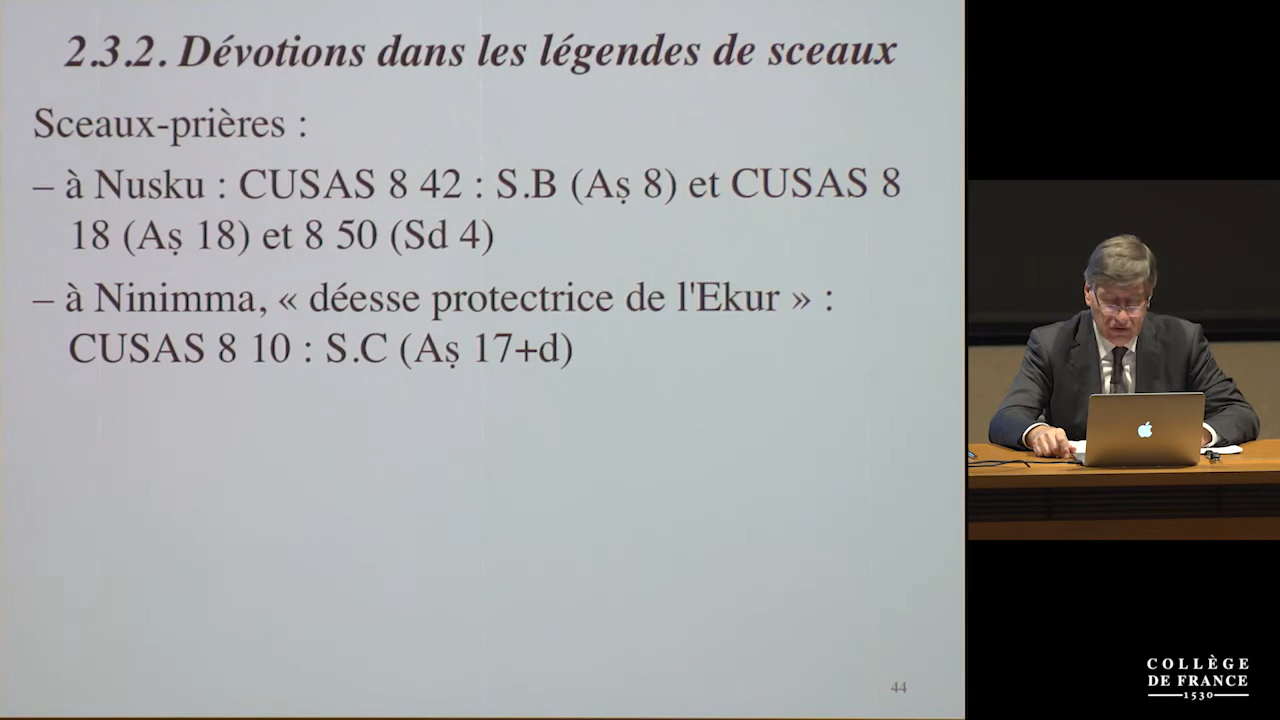 2.3.2. Dévotions dans les légendes de sceaux
Sceaux-prières :
– à Nusku : CUSAS 8 42 : S.B (Aṣ 8) et CUSAS 8
18 (Aṣ 18) et 8 50 (Sd 4)
– à Ninimma, « déesse protectrice de l'Ekur » :
CUSAS 8 10 : S.C (Aṣ 17+d)
44
COLLÈGE
DE FRANCE
1530